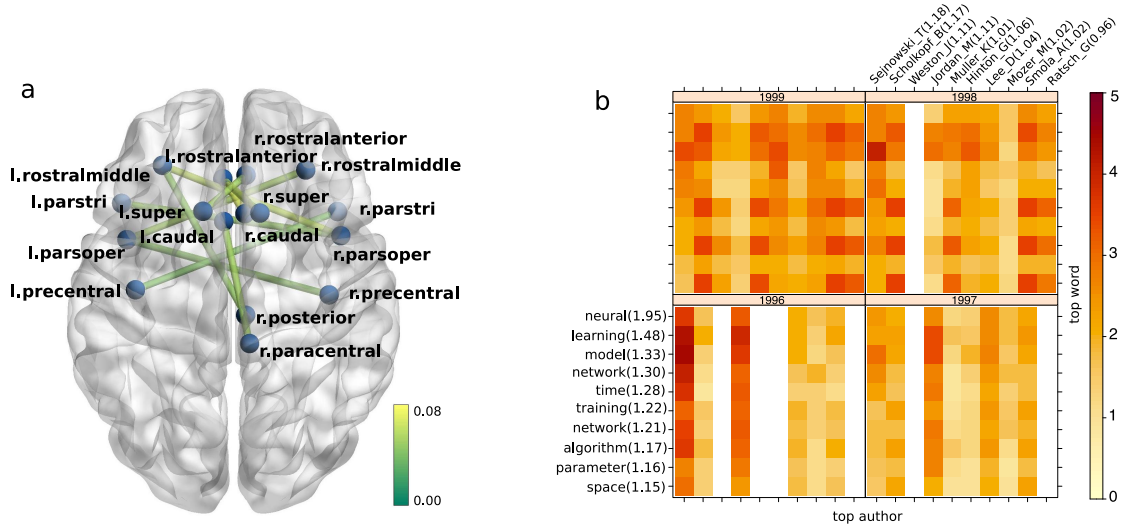 a
r.rostralanterior
l.rostralanterior
r.rostralmiddle
l.rostralmiddle
l.parstri
l.super
r.super
r.parstri
l.caudal
r.caudal
l.parsoper
r.parsoper
l.precentral
r.precentral
r.posterior
r.paracentral
0.08
0.00
b
Sejnowski_T(1.18)
Scholkopf_B(1.17)
Weston_J(1.11)
Jordan_M(1.11)
Muller_K(1.01)
Hinton_G(1.06)
Lee_D(1.04)
Mozer_M(1.02)
Smola_A(1.02)
Ratsch_G(0.96)
1999
1998
1996
1997
neural(1.95)
learning(1.48)
model(1.33)
network(1.30)
time(1.28)
training(1.22)
network(1.21)
algorithm(1.17)
parameter(1.16)
space(1.15)
top author
top word
5
4
3
2
1
0